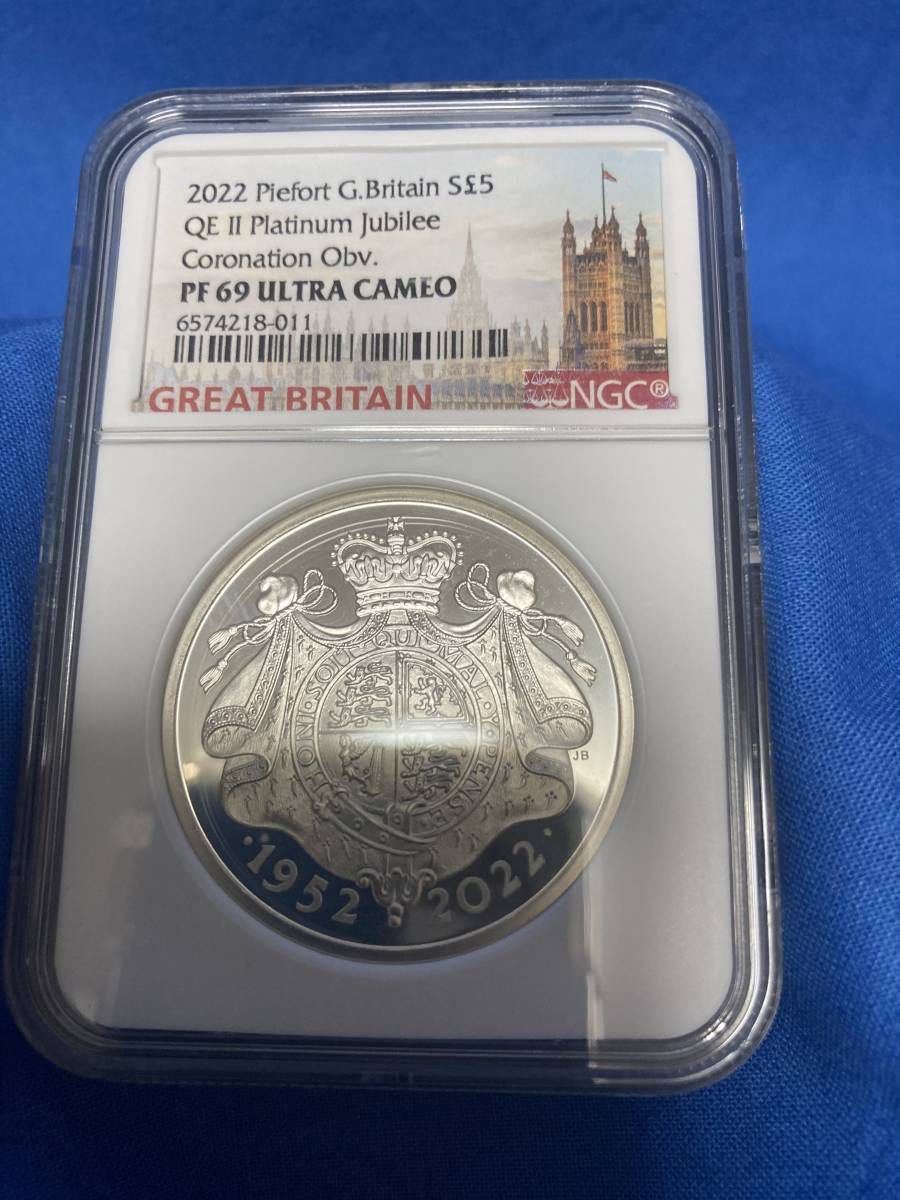 2022 Piefort G.Britain S£5
QE II Platinum Jubilee
Coronation Obv.
PF 69 ULTRA CAMEO
6574218-011
GREAT BRITAIN
NGC®
HONI·SOIT·QUI·MAL·Y·PENSE
JB
·1952 2022·